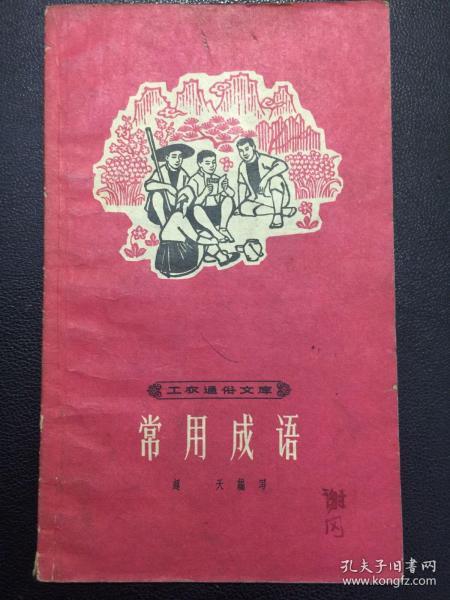 工农通俗文库
常用成语
赵 天编写
谢冈
孔夫子旧书网
www.kongfz.com